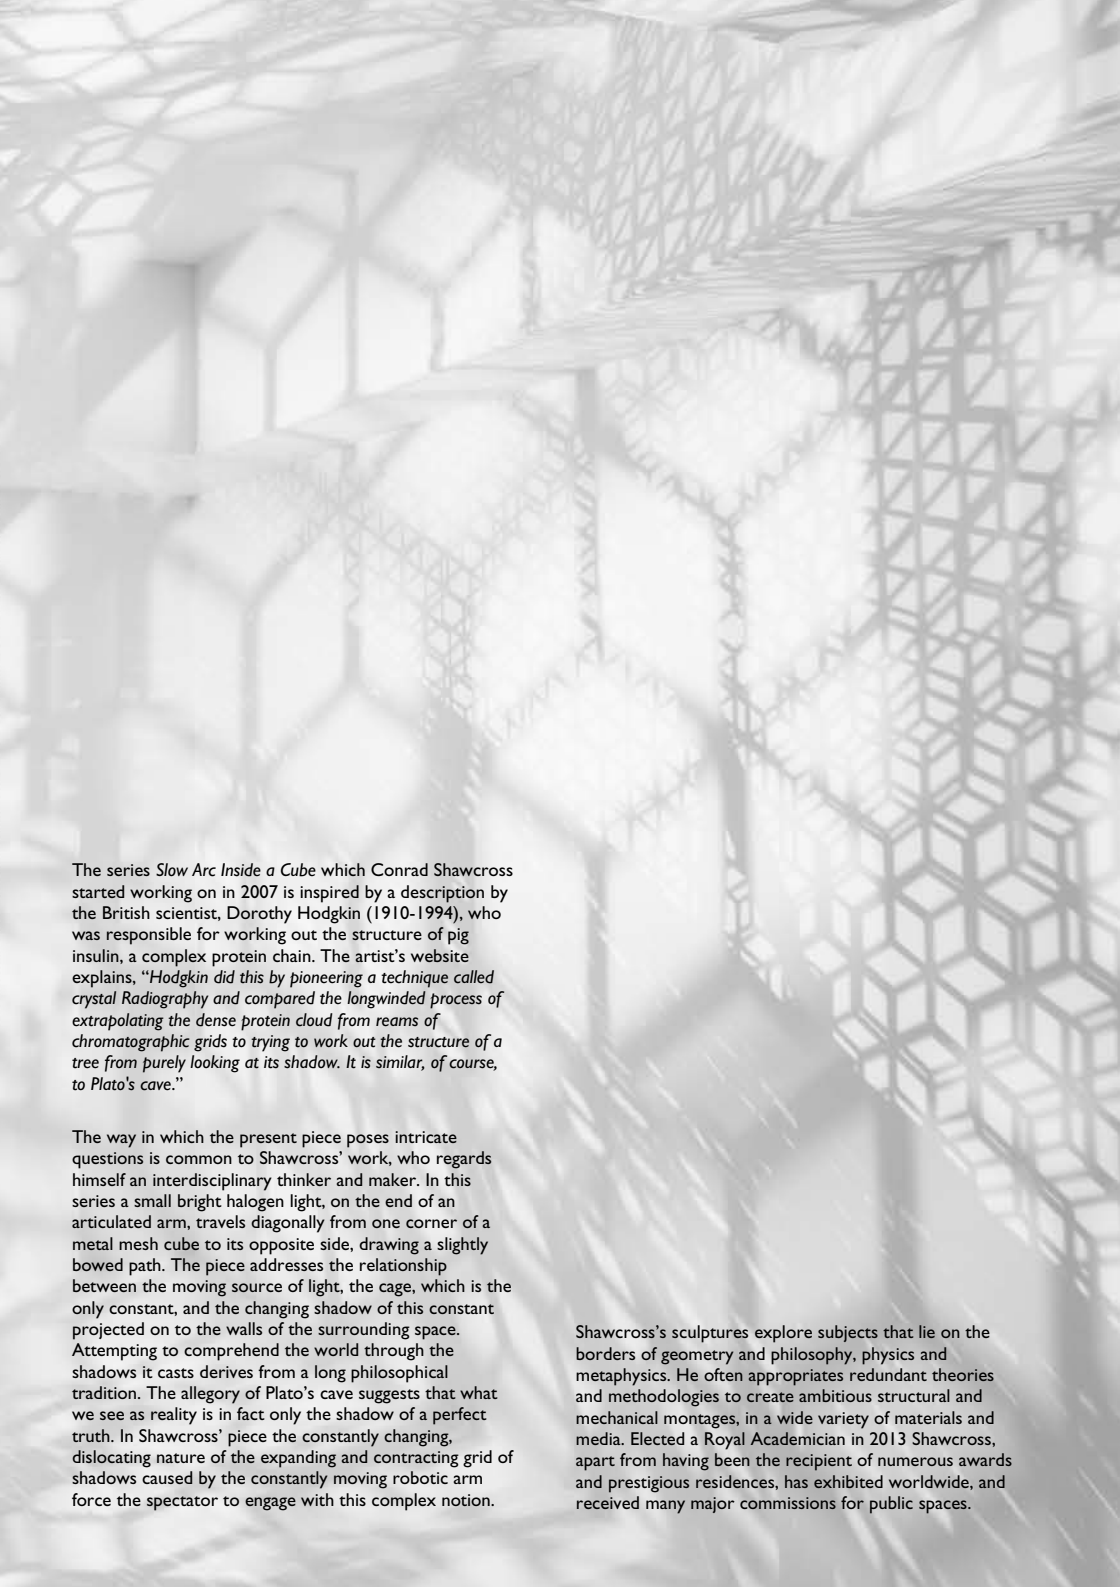 The series Slow Arc Inside a Cube which Conrad Shawcross
started working on in 2007 is inspired by a description by
the British scientist, Dorothy Hodgkin (1910-1994), who
was responsible for working out the structure of pig
insulin, a complex protein chain. The artist’s website
explains, “Hodgkin did this by pioneering a technique called
crystal Radiography and compared the longwinded process of
extrapolating the dense protein cloud from reams of
chromatographic grids to trying to work out the structure of a
tree from purely looking at its shadow. It is similar, of course,
to Plato's cave.”
The way in which the present piece poses intricate
questions is common to Shawcross’ work, who regards
himself an interdisciplinary thinker and maker. In this
series a small bright halogen light, on the end of an
articulated arm, travels diagonally from one corner of a
metal mesh cube to its opposite side, drawing a slightly
bowed path. The piece addresses the relationship
between the moving source of light, the cage, which is the
only constant, and the changing shadow of this constant
projected on to the walls of the surrounding space.
Attempting to comprehend the world through the
shadows it casts derives from a long philosophical
tradition. The allegory of Plato’s cave suggests that what
we see as reality is in fact only the shadow of a perfect
truth. In Shawcross’ piece the constantly changing,
dislocating nature of the expanding and contracting grid of
shadows caused by the constantly moving robotic arm
force the spectator to engage with this complex notion.
Shawcross’s sculptures explore subjects that lie on the
borders of geometry and philosophy, physics and
metaphysics. He often appropriates redundant theories
and methodologies to create ambitious structural and
mechanical montages, in a wide variety of materials and
media. Elected a Royal Academician in 2013 Shawcross,
apart from having been the recipient of numerous awards
and prestigious residences, has exhibited worldwide, and
received many major commissions for public spaces.